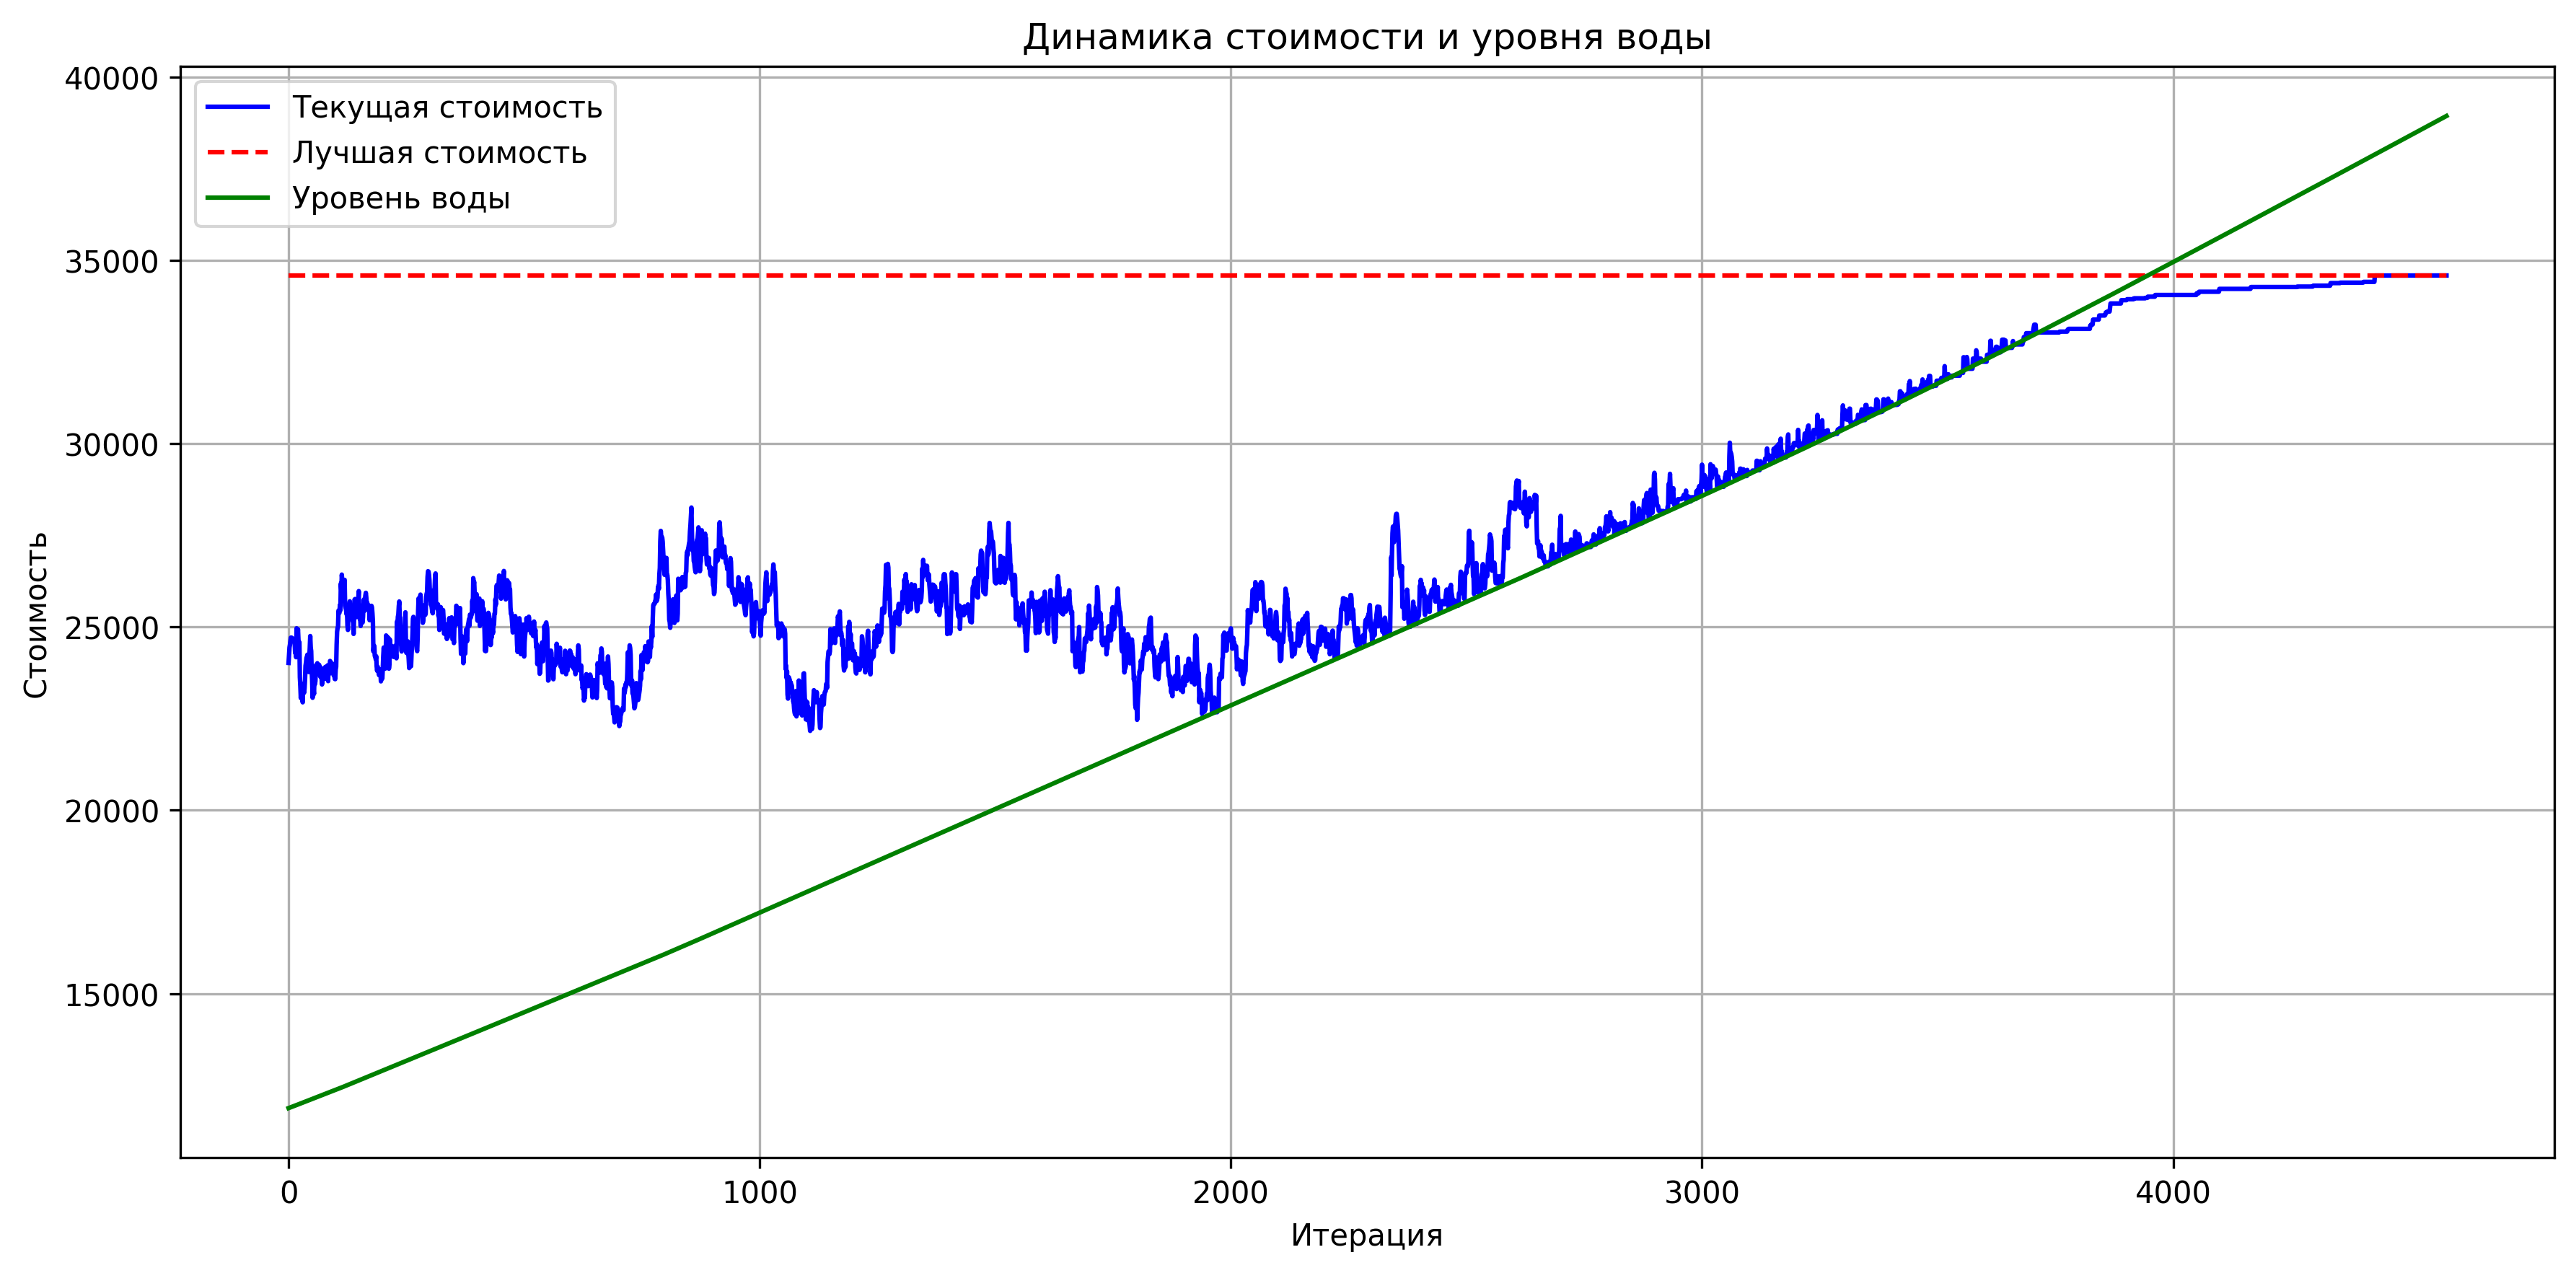 Динамика стоимости и уровня воды
40000
35000
30000
25000
20000
15000
Стоимость
Текущая стоимость
Лучшая стоимость
Уровень воды
0 1000 2000 3000 4000
Итерация